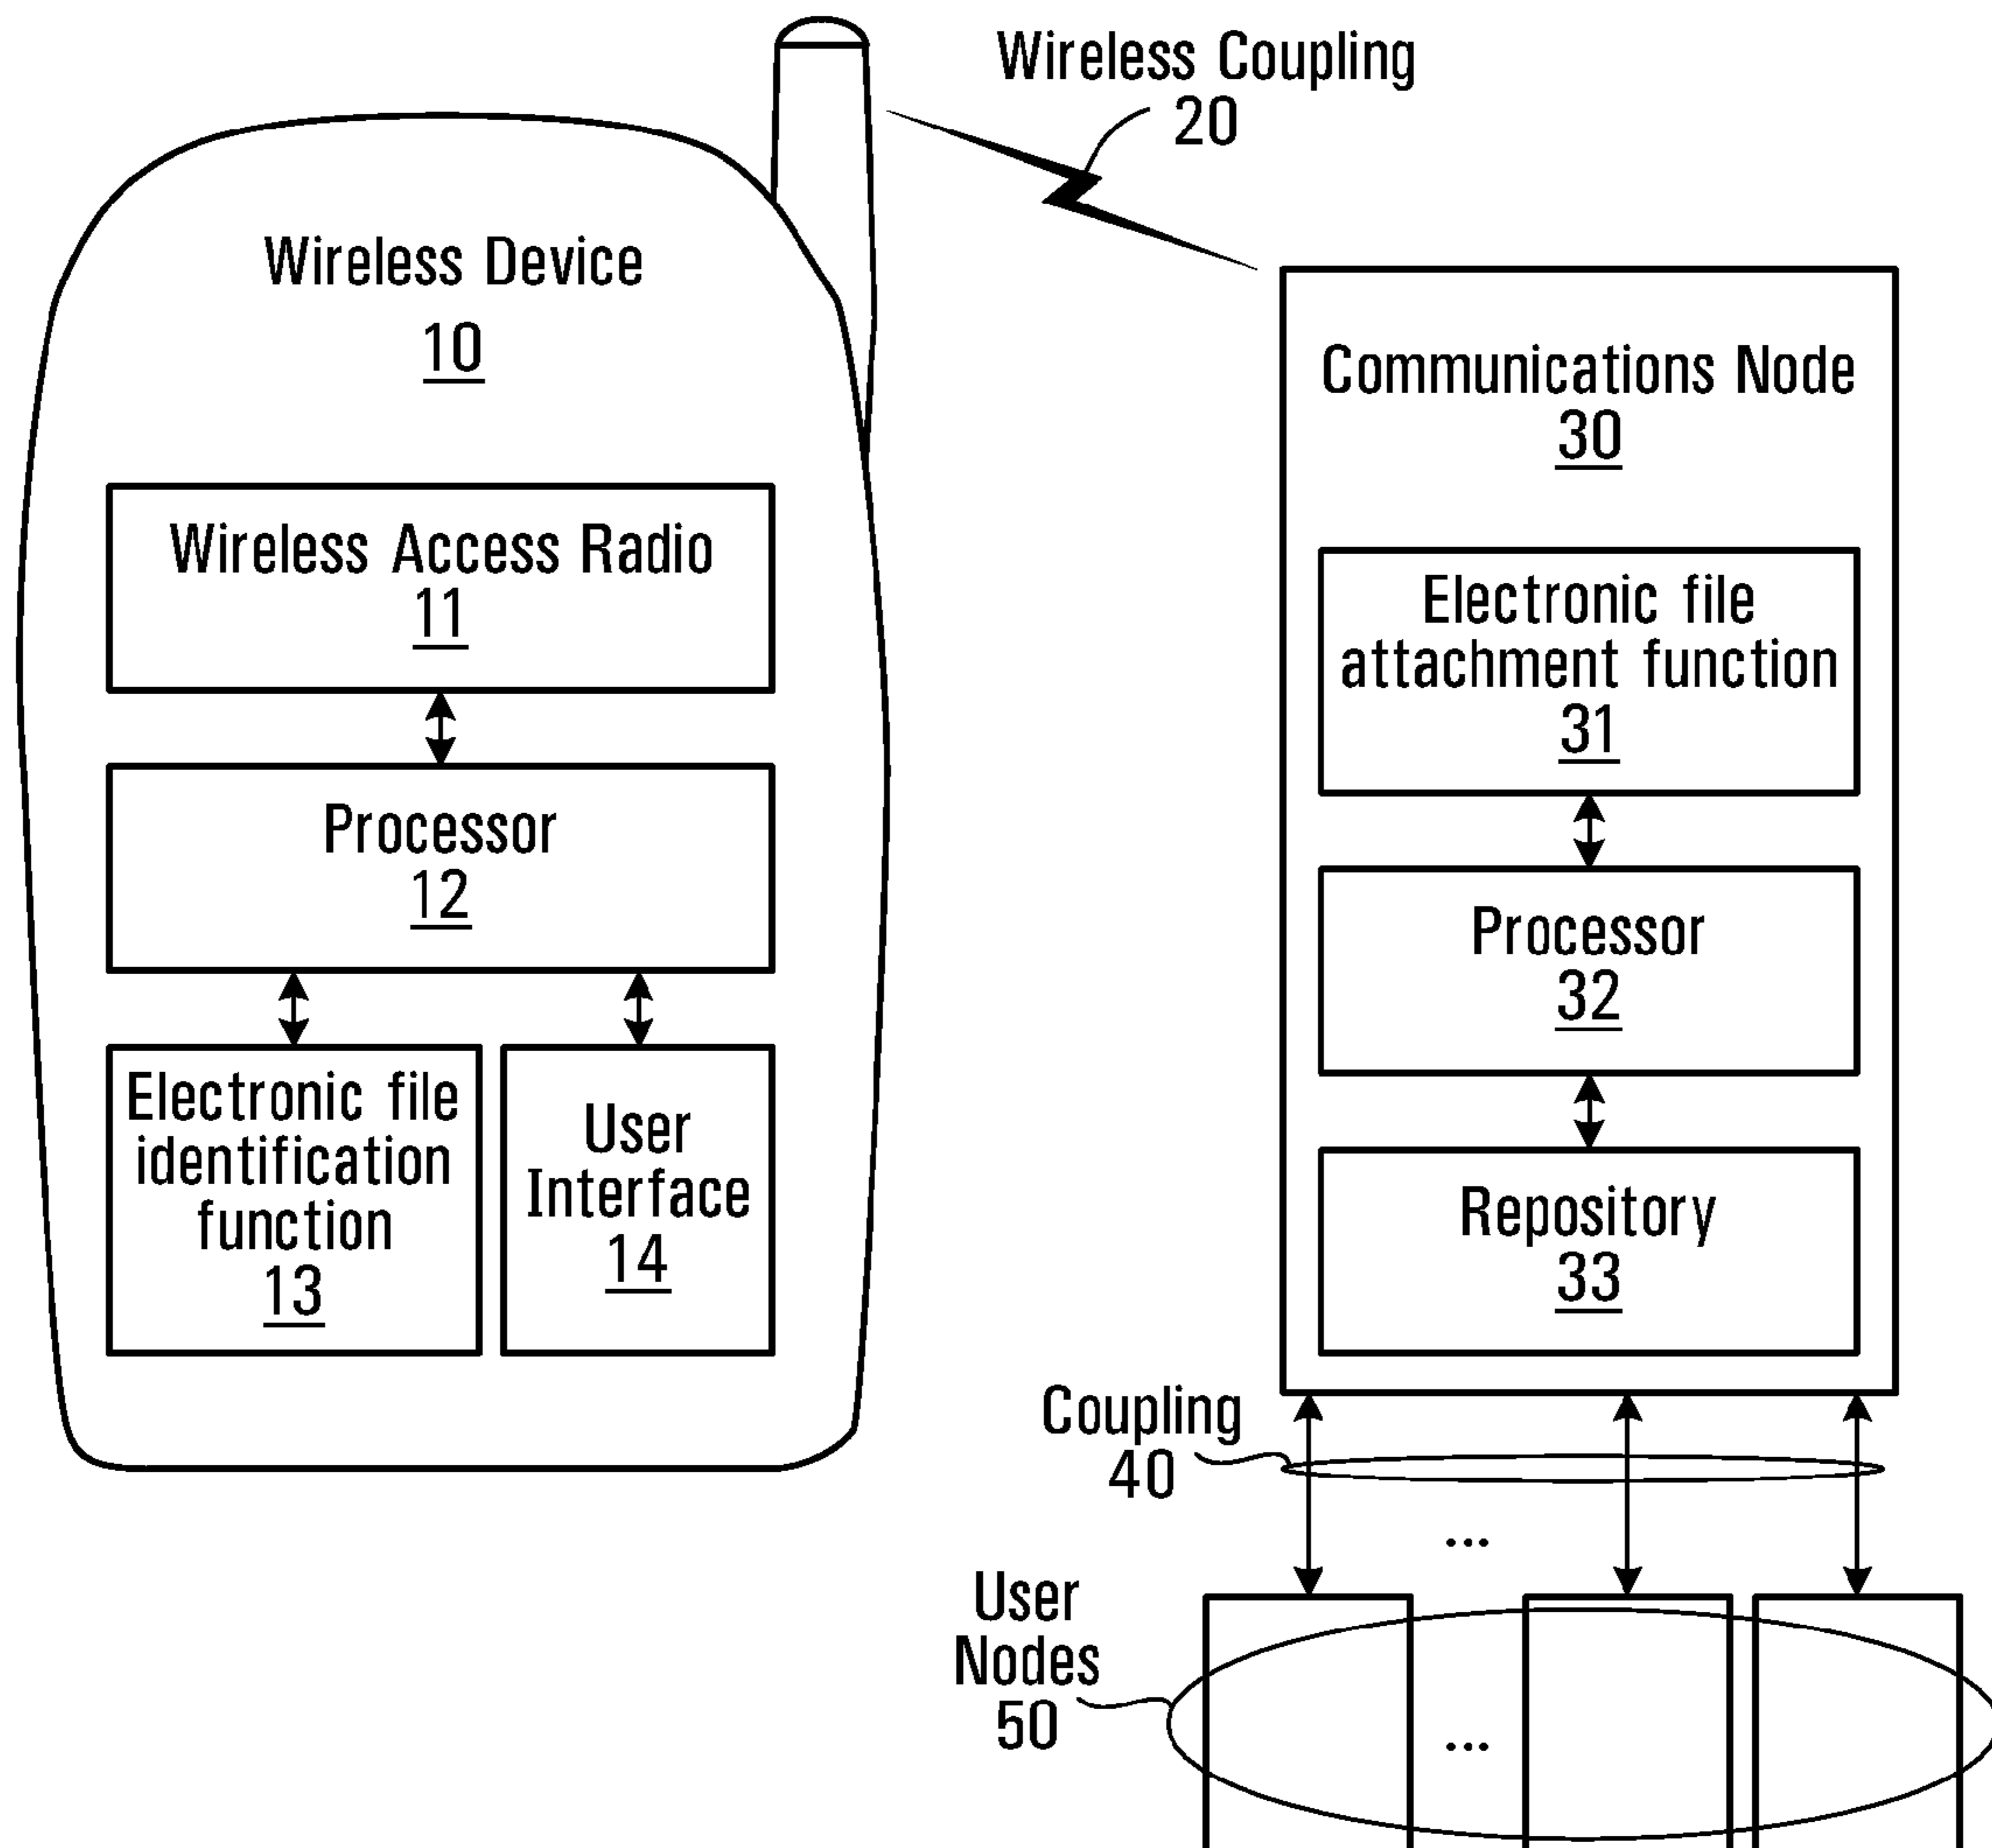 Wireless Coupling
20
Wireless Device
10
Wireless Access Radio
11
Processor
12
Electronic file
identification
function
13
User
Interface
14
Communications Node
30
Electronic file
attachment function
31
Processor
32
Repository
33
Coupling
40
...
User
Nodes
50
...